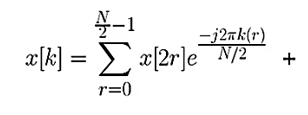 x[k] = \sum_{r=0}^{\frac{N}{2}-1} x[2r]e^{\frac{-j2\pi k(r)}{N/2}} +